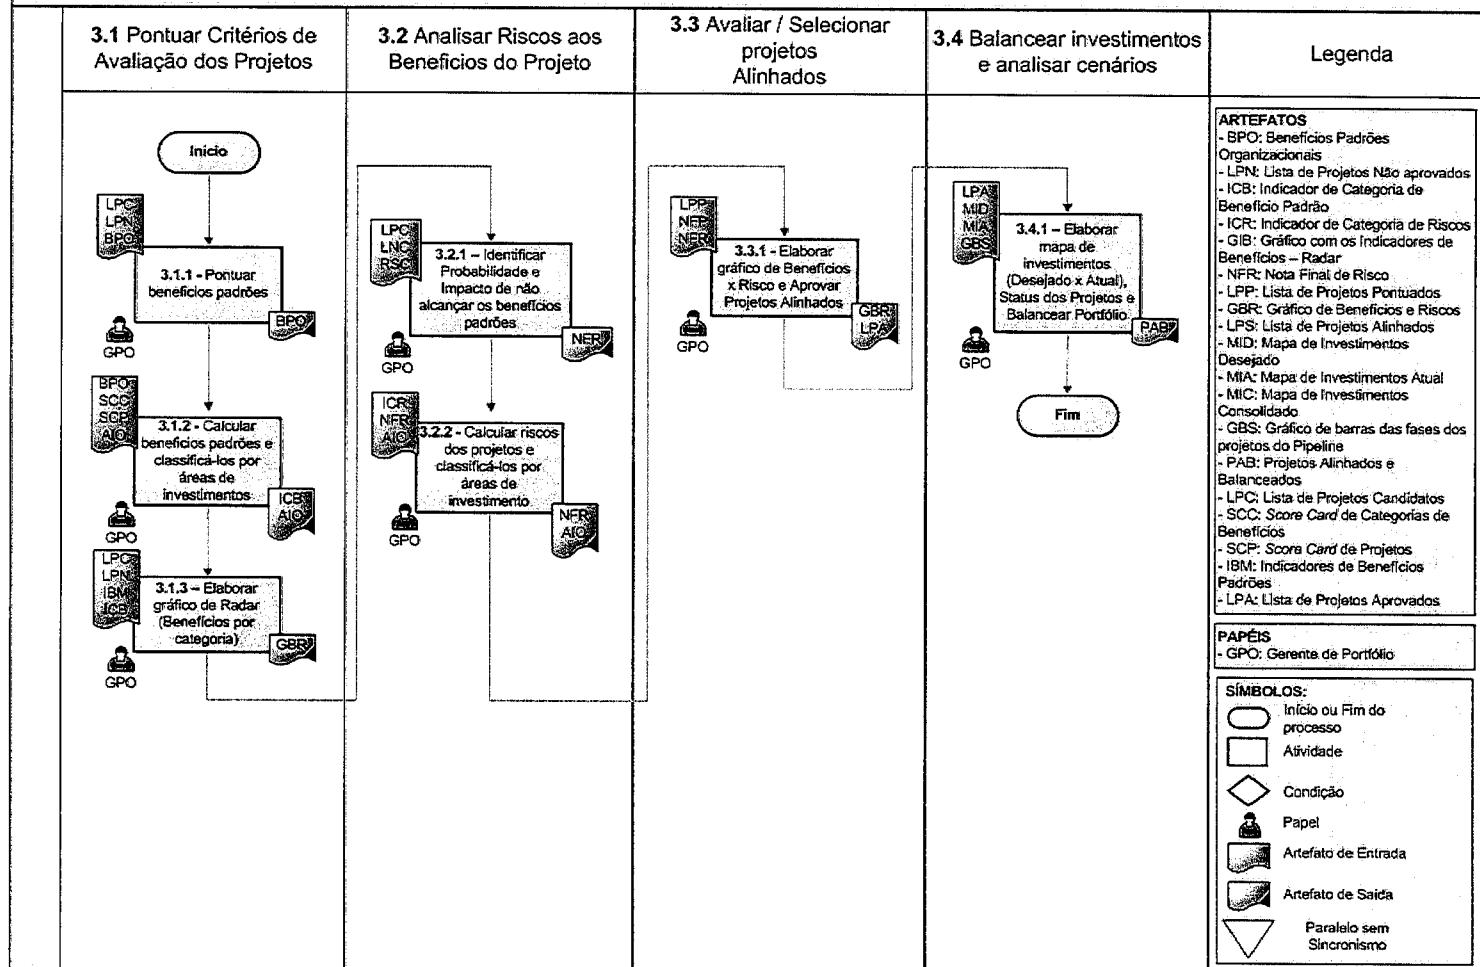 3.1 Pontuar Critérios de
Avaliação dos Projetos
3.2 Analisar Riscos aos
Beneficios do Projeto
3.3 Avaliar / Selecionar
projetos
Alinhados
3.4 Balancear investimentos
e analisar cenários
Legenda
Início
LPC
LPN
BPO
3.1.1 - Pontuar
benefícios padrões
BPO
GPO
BPO
SCC
SCP
AIO
3.1.2 - Calcular
benefícios padrões e
classificá-los por
áreas de
investimentos
ICB
AIO
GPO
LPC
LPN
IBM
ICB
3.1.3 – Elaborar
gráfico de Radar
(Benefícios por
categoria)
GBR
GPO
LPC
LNC
RSC
3.2.1 – Identificar
Probabilidade e
Impacto de não
alcançar os benefícios
padrões
NER
GPO
ICR
NFR
AIO
3.2.2 - Calcular riscos
dos projetos e
classificá-los por
áreas de
investimento
NFR
AIO
GPO
LPP
NFP
NFR
3.3.1 - Elaborar
gráfico de Benefícios
x Risco e Aprovar
Projetos Alinhados
GBR
LPA
GPO
LPA
MID
MIA
GBS
3.4.1 – Elaborar
mapa de
investimentos
(Desejado x Atual),
Status dos Projetos e
Balancear Portfólio
PAB
GPO
Fim
ARTEFATOS
- BPO: Benefícios Padrões
Organizacionais
- LPN: Lista de Projetos Não aprovados
- ICB: Indicador de Categoria de
Benefício Padrão
- ICR: Indicador de Categoria de Riscos
- GIB: Gráfico com os Indicadores de
Benefícios – Radar
- NFR: Nota Final de Risco
- LPP: Lista de Projetos Pontuados
- GBR: Gráfico de Benefícios e Riscos
- LPS: Lista de Projetos Alinhados
- MID: Mapa de Investimentos
Desejado
- MIA: Mapa de Investimentos Atual
- MIC: Mapa de Investimentos
Consolidado
- GBS: Gráfico de barras das fases dos
projetos do Pipeline
- PAB: Projetos Alinhados e
Balanceados
- LPC: Lista de Projetos Candidatos
- SCC: Score Card de Categorias de
Benefícios
- SCP: Score Card de Projetos
- IBM: Indicadores de Benefícios
Padrões
- LPA: Lista de Projetos Aprovados
PAPÉIS
- GPO: Gerente de Portfólio
SÍMBOLOS:
Início ou Fim do
processo
Atividade
Condição
Papel
Artefato de Entrada
Artefato de Saída
Paralelo sem
Sincronismo